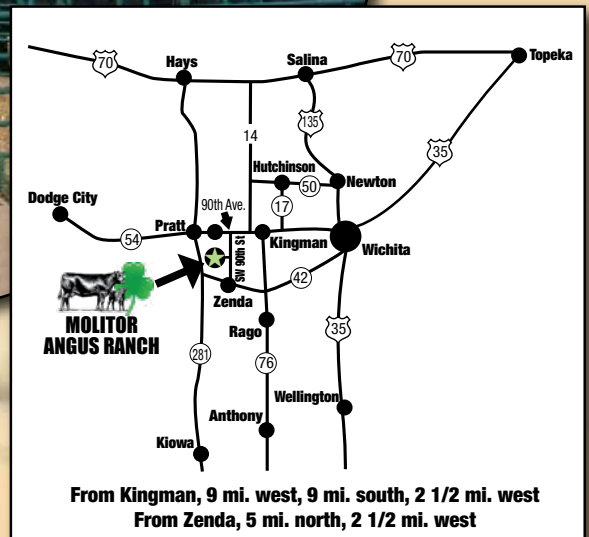 70
Hays
Salina
70
Topeka
135
14
35
Hutchinson
50
Newton
17
Dodge City
90th Ave.
Pratt
54
Kingman
Wichita
SW 90th St
42
Zenda
MOLITOR
ANGUS RANCH
Rago
35
281
76
Wellington
Anthony
Kiowa
From Kingman, 9 mi. west, 9 mi. south, 2 1/2 mi. west
From Zenda, 5 mi. north, 2 1/2 mi. west